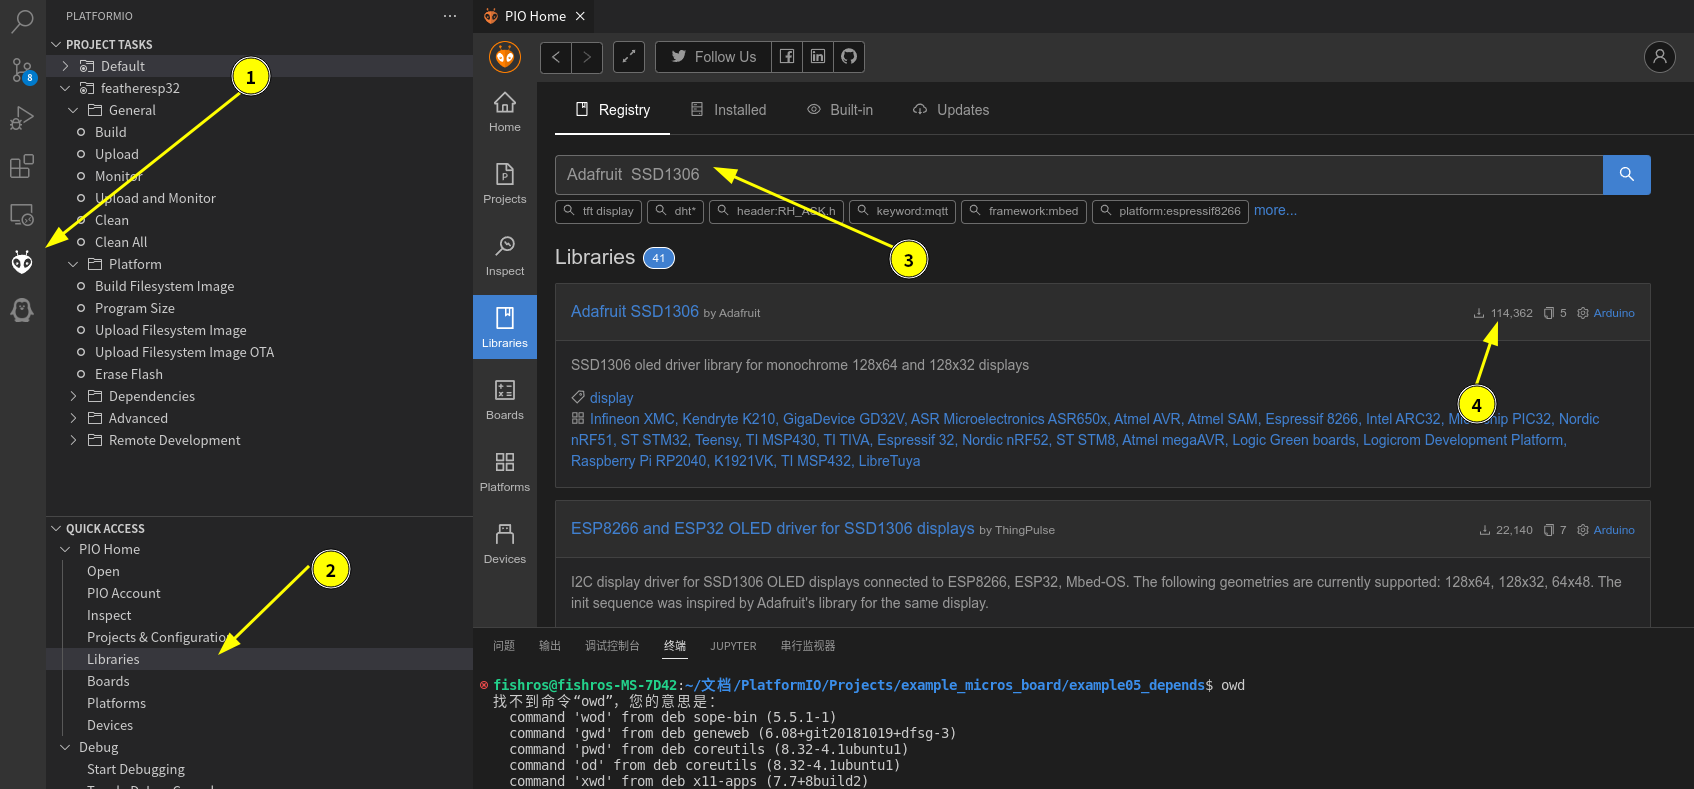 PLATFORMIO
PROJECT TASKS
Default
featheresp32
General
Build
Upload
Monitor
Upload and Monitor
Clean
Clean All
Platform
Build Filesystem Image
Program Size
Upload Filesystem Image
Upload Filesystem Image OTA
Erase Flash
Dependencies
Advanced
Remote Development
QUICK ACCESS
PIO Home
Open
PIO Account
Inspect
Projects & Configuratio
Libraries
Boards
Platforms
Devices
Debug
Start Debugging
8
1
2
PIO Home
Follow Us
Home
Projects
Inspect
Libraries
Boards
Platforms
Devices
Registry Installed Built-in Updates
Adafruit SSD1306
tft display dht* header:RH_ASK.h keyword:mqtt framework:mbed platform:espressif8266 more...
3
Libraries 41
Adafruit SSD1306 by Adafruit 114,362 5 Arduino
SSD1306 oled driver library for monochrome 128x64 and 128x32 displays
4
display
Infineon XMC, Kendryte K210, GigaDevice GD32V, ASR Microelectronics ASR650x, Atmel AVR, Atmel SAM, Espressif 8266, Intel ARC32, Microchip PIC32, Nordic
nRF51, ST STM32, Teensy, TI MSP430, TI TIVA, Espressif 32, Nordic nRF52, ST STM8, Atmel megaAVR, Logic Green boards, Logicrom Development Platform,
Raspberry Pi RP2040, K1921VK, TI MSP432, LibreTuya
ESP8266 and ESP32 OLED driver for SSD1306 displays by ThingPulse 22,140 7 Arduino
I2C display driver for SSD1306 OLED displays connected to ESP8266, ESP32, Mbed-OS. The following geometries are currently supported: 128x64, 128x32, 64x48. The
init sequence was inspired by Adafruit's library for the same display.
问题 输出 调试控制台 终端 JUPYTER 串行监视器
fishros@fishros-MS-7D42:~/文档/PlatformIO/Projects/example_micros_board/example05_depends$ owd
找不到命令“owd”，您的意思是：
command 'wod' from deb sope-bin (5.5.1-1)
command 'gwd' from deb geneweb (6.08+git20181019+dfsg-3)
command 'pwd' from deb coreutils (8.32-4.1ubuntu1)
command 'od' from deb coreutils (8.32-4.1ubuntu1)
command 'xwd' from deb x11-apps (7.7+8build2)